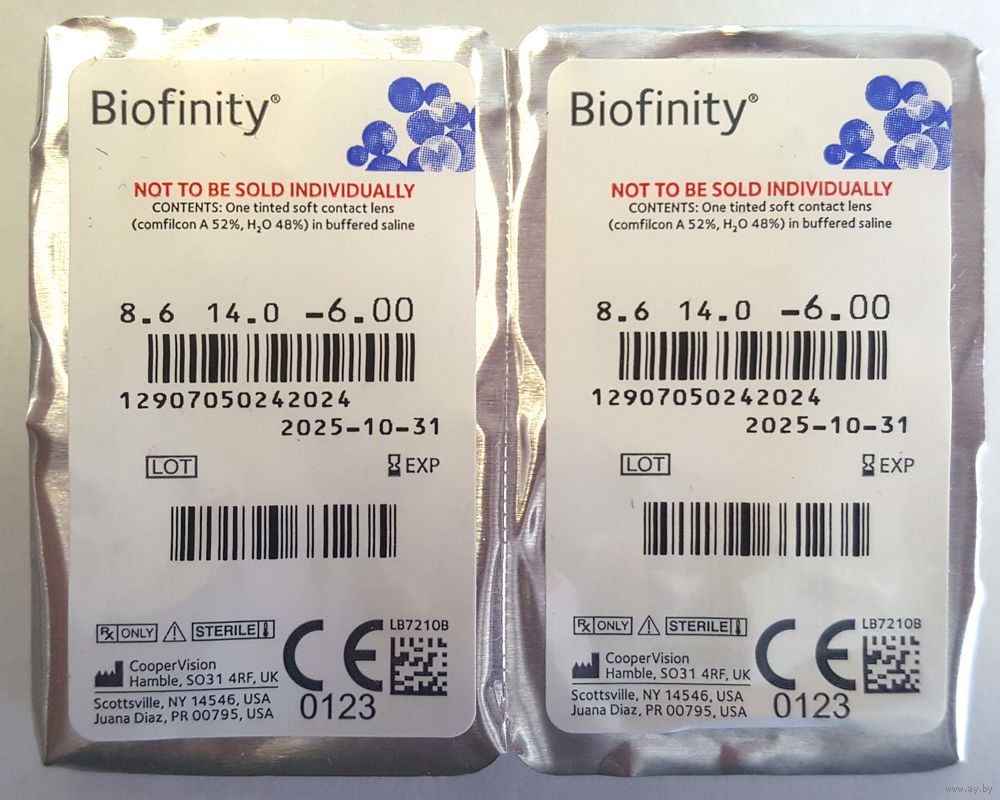 Biofinity®
NOT TO BE SOLD INDIVIDUALLY
CONTENTS: One tinted soft contact lens
(comfilcon A 52%, H₂O 48%) in buffered saline
8.6 14.0 -6.00
12907050242024
2025-10-31
LOT
EXP
Rx ONLY
STERILE
LB7210B
CE
0123
CooperVision
Hamble, SO31 4RF, UK
Scottsville, NY 14546, USA
Juana Diaz, PR 00795, USA
Biofinity®
NOT TO BE SOLD INDIVIDUALLY
CONTENTS: One tinted soft contact lens
(comfilcon A 52%, H₂O 48%) in buffered saline
8.6 14.0 -6.00
12907050242024
2025-10-31
LOT
EXP
Rx ONLY
STERILE
LB7210B
CE
0123
CooperVision
Hamble, SO31 4RF, UK
Scottsville, NY 14546, USA
Juana Diaz, PR 00795, USA
www.ay.by